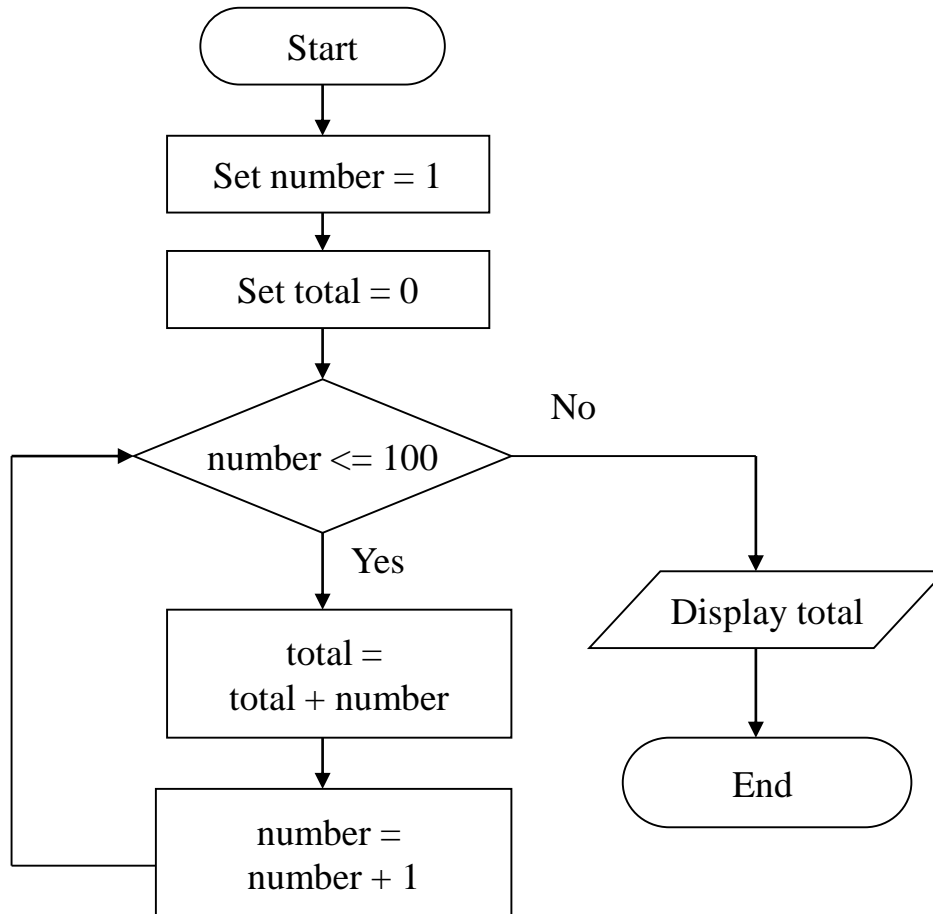 Start
Set number = 1
Set total = 0
number <= 100
No
Yes
total =
total + number
number =
number + 1
Display total
End